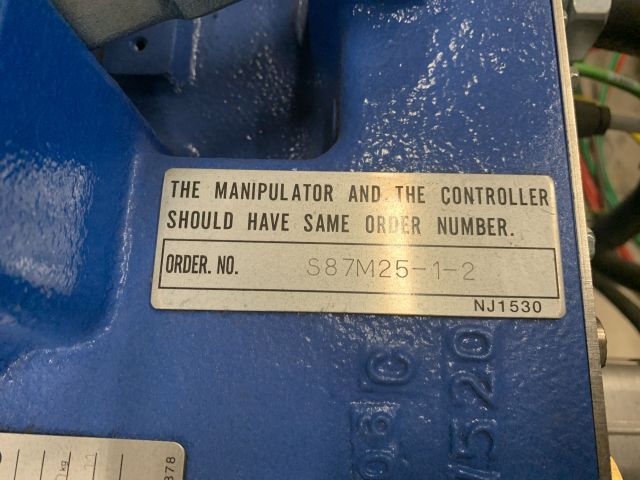 THE MANIPULATOR AND THE CONTROLLER
SHOULD HAVE SAME ORDER NUMBER.
ORDER. NO. S87M25-1-2
NJ1530